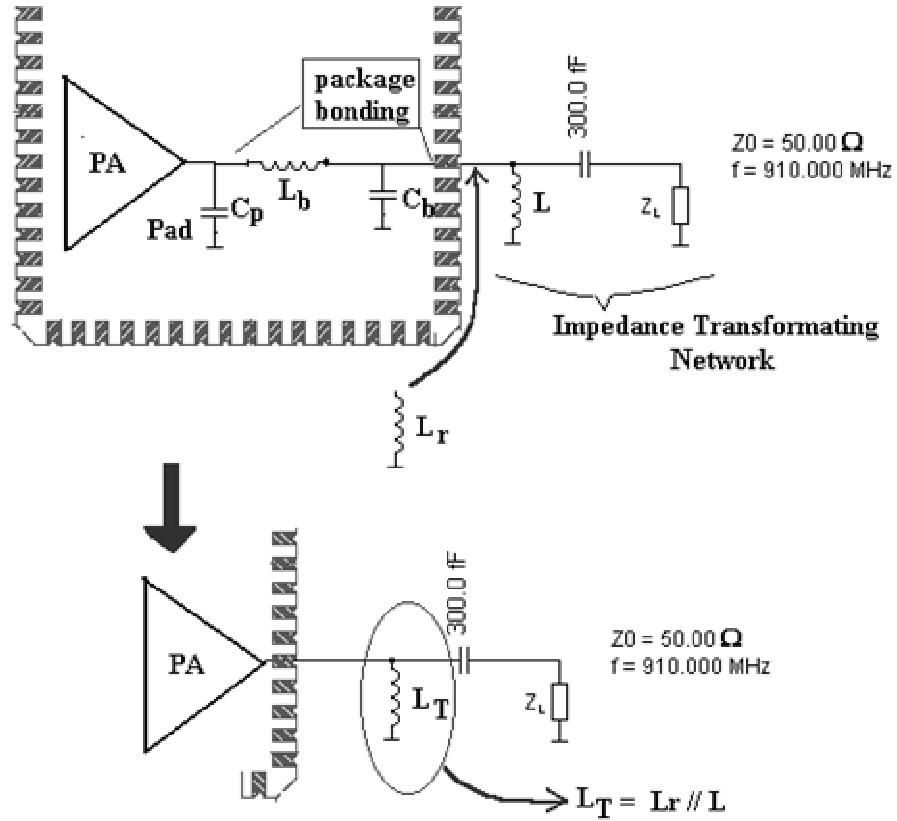 package
bonding
300.0 fF
Z0 = 50.00 Ω
f = 910.000 MHz
PA
Lb
Cp
Pad
Cb
L
ZL
Impedance Transformating
Network
Lr
300.0 fF
Z0 = 50.00 Ω
f = 910.000 MHz
PA
LT
ZL
LT = Lr // L